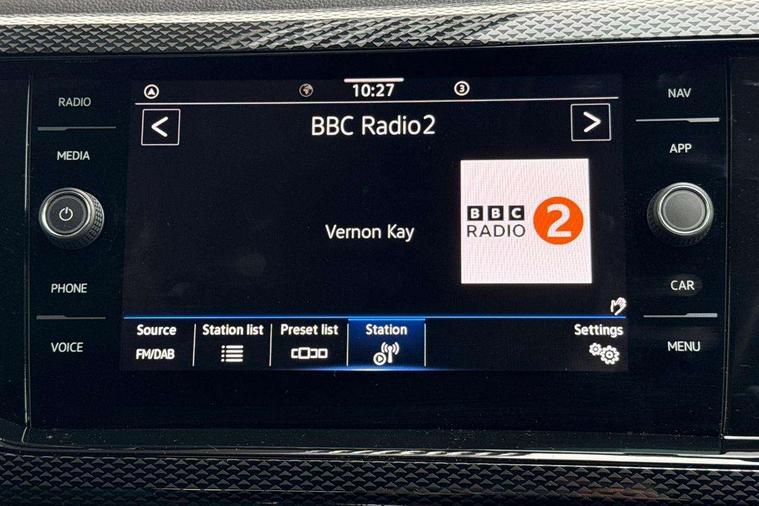 RADIO
MEDIA
PHONE
VOICE
10:27
3
BBC Radio2
Vernon Kay
BBC
RADIO 2
Source
FM/DAB
Station list
Preset list
Station
Settings
NAV
APP
CAR
MENU